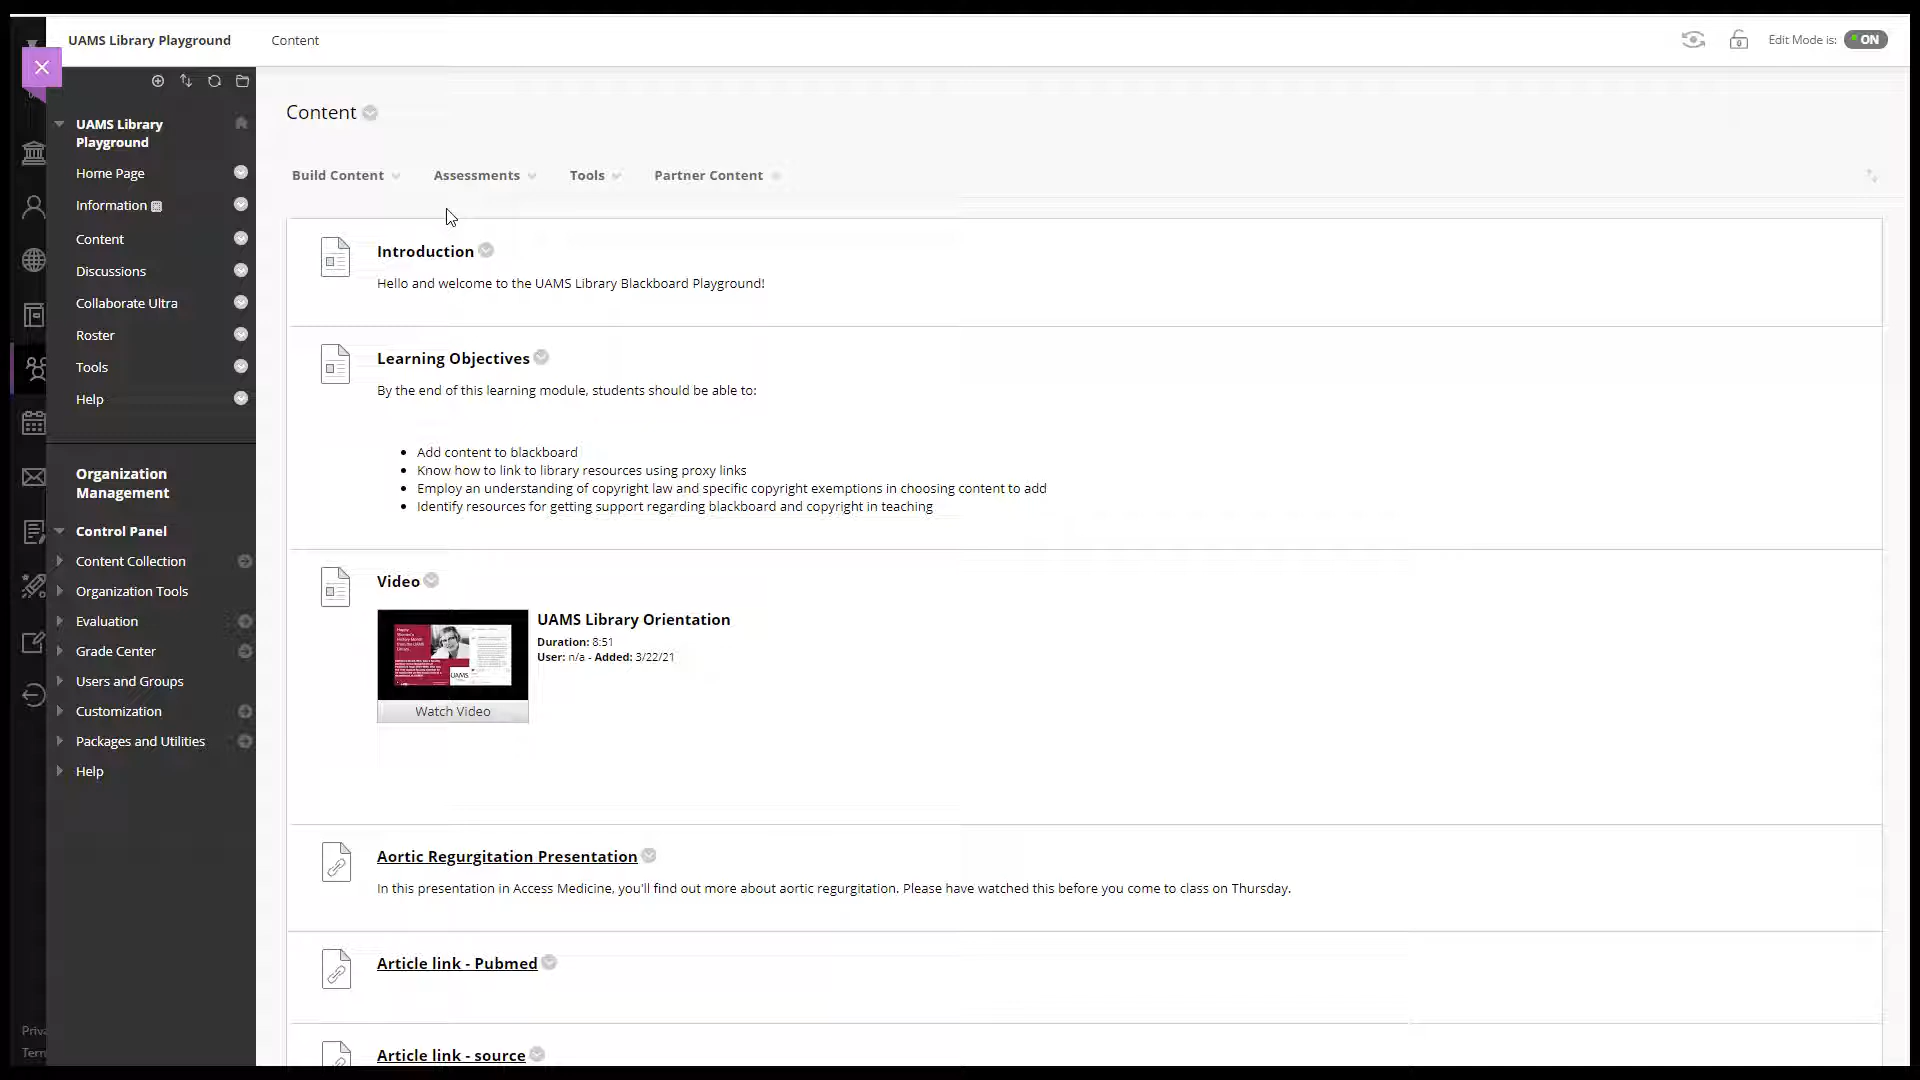 UAMS Library Playground
Content
Edit Mode is:
ON
UAMS Library
Playground
Home Page
Information
Content
Discussions
Collaborate Ultra
Roster
Tools
Help
Organization
Management
Control Panel
Content Collection
Organization Tools
Evaluation
Grade Center
Users and Groups
Customization
Packages and Utilities
Help
Priva
Term
Content
Build Content
Assessments
Tools
Partner Content
Introduction
Hello and welcome to the UAMS Library Blackboard Playground!
Learning Objectives
By the end of this learning module, students should be able to:
Add content to blackboard
Know how to link to library resources using proxy links
Employ an understanding of copyright law and specific copyright exemptions in choosing content to add
Identify resources for getting support regarding blackboard and copyright in teaching
Video
UAMS Library Orientation
Duration: 8:51
User: n/a - Added: 3/22/21
UAMS
Watch Video
Aortic Regurgitation Presentation
In this presentation in Access Medicine, you'll find out more about aortic regurgitation. Please have watched this before you come to class on Thursday.
Article link - Pubmed
Article link - source